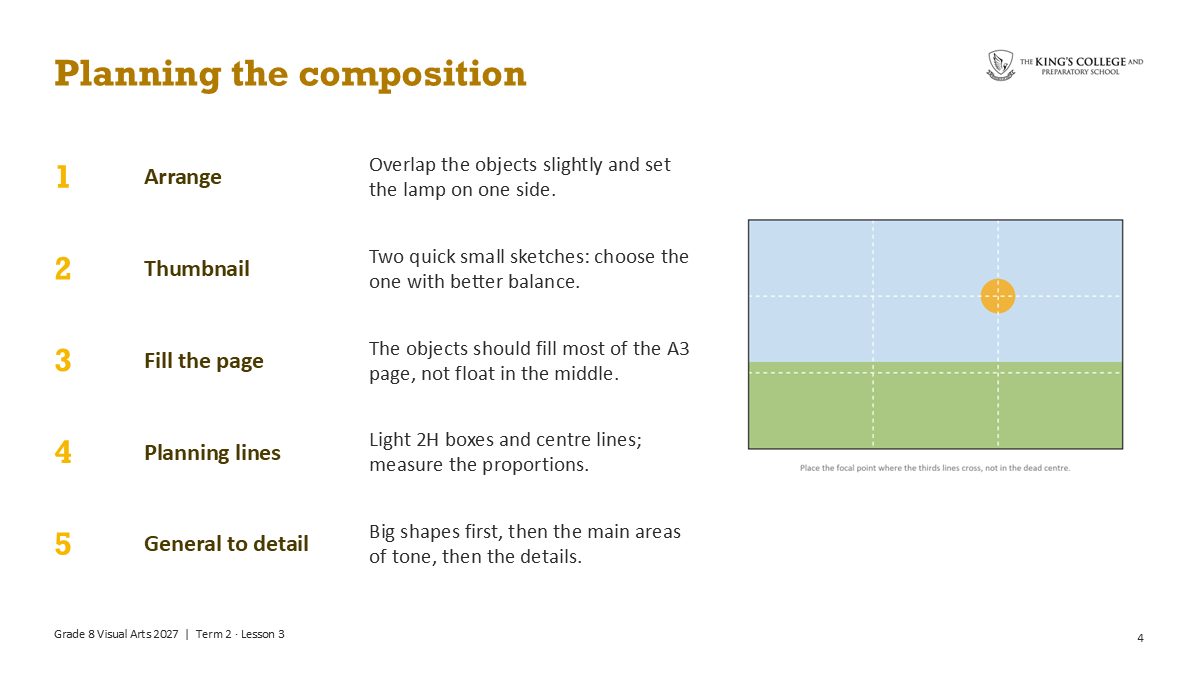 Planning the composition
THE KING'S COLLEGE AND
PREPARATORY SCHOOL
1
Arrange
Overlap the objects slightly and set
the lamp on one side.
2
Thumbnail
Two quick small sketches: choose the
one with better balance.
3
Fill the page
The objects should fill most of the A3
page, not float in the middle.
4
Planning lines
Light 2H boxes and centre lines;
measure the proportions.
5
General to detail
Big shapes first, then the main areas
of tone, then the details.
Place the focal point where the thirds lines cross, not in the dead centre.
Grade 8 Visual Arts 2027 | Term 2 · Lesson 3
4